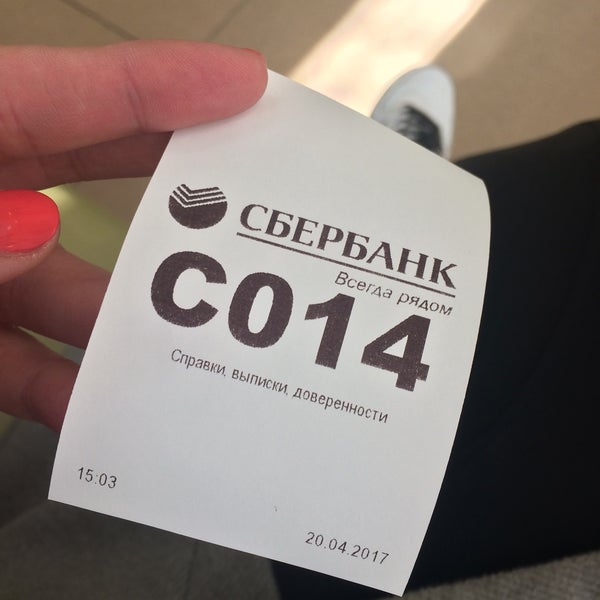 СБЕРБАНК
Всегда рядом
С014
Справки, выписки, доверенности
15:03
20.04.2017